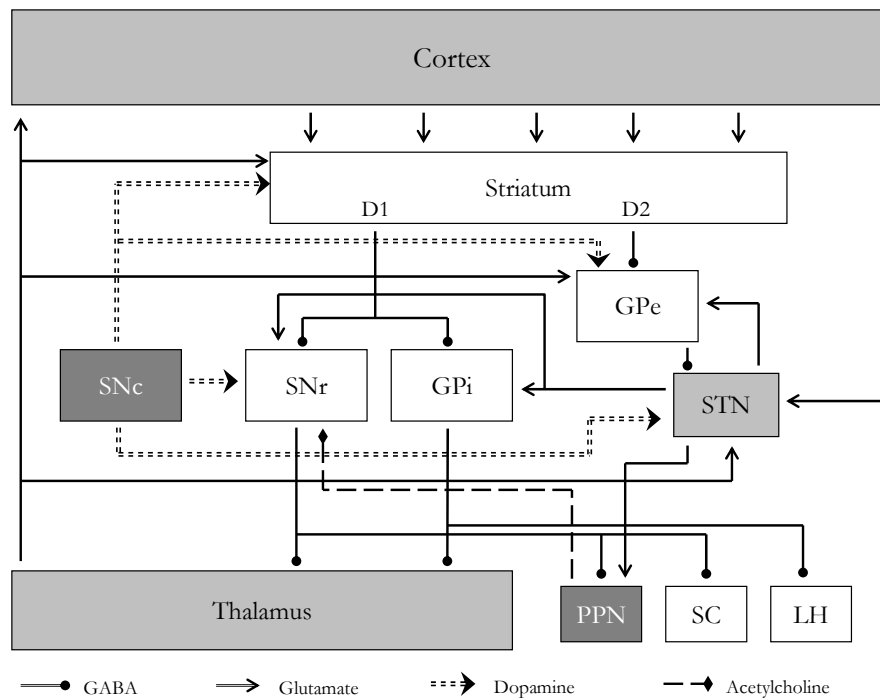 Cortex
Striatum
D1 D2
GPe
SNc SNr GPi STN
Thalamus PPN SC LH
GABA Glutamate Dopamine Acetylcholine